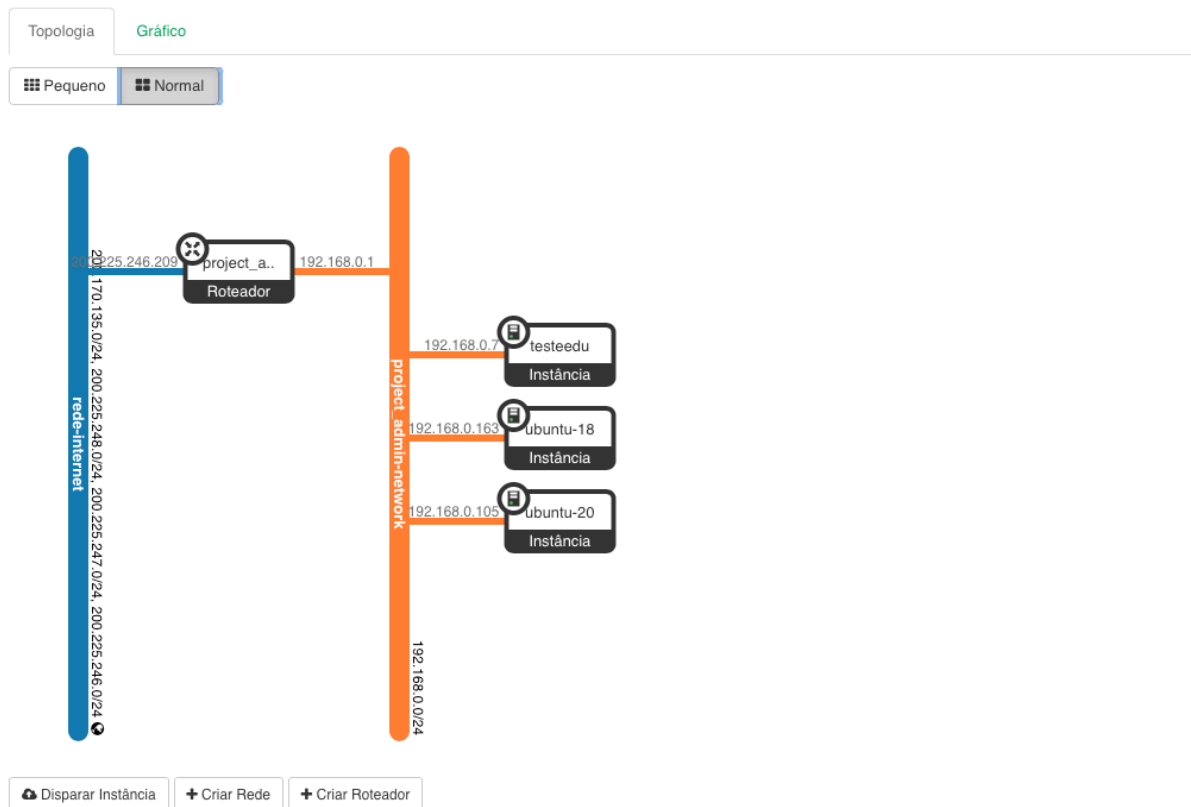 Topologia
Gráfico
Pequeno
Normal
rede-internet
170.135.0/24, 200.225.248.0/24, 200.225.247.0/24, 200.225.246.0/24
225.246.209
project_a..
Roteador
192.168.0.1
project_admin-network
192.168.0.0/24
192.168.0.7
testeedu
Instância
192.168.0.163
ubuntu-18
Instância
192.168.0.105
ubuntu-20
Instância
Disparar Instância
Criar Rede
Criar Roteador